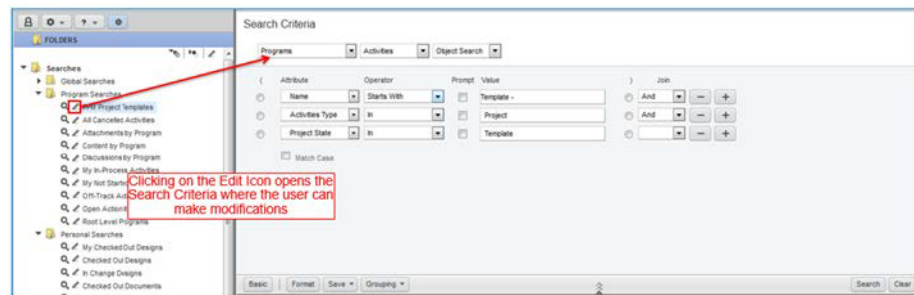 Search Criteria
FOLDERS
Programs Activities Object Search
Searches
Global Searches
Program Searches
Project Templates
All Cancelled Activities
Attachments by Program
Content by Program
Discussions by Program
My In-Process Activities
My Not Starte
Off-Track Act
Open Action I
Root Level Programs
Personal Searches
My Checked Out Designs
Checked Out Designs
In Change Designs
Checked Out Documents
( Attribute Operator Prompt Value ) Join
Name Starts With Template - And
Activities Type In Project And
Project State In Template
Match Case
Clicking on the Edit Icon opens the
Search Criteria where the user can
make modifications
Basic Format Save Grouping Search Clear